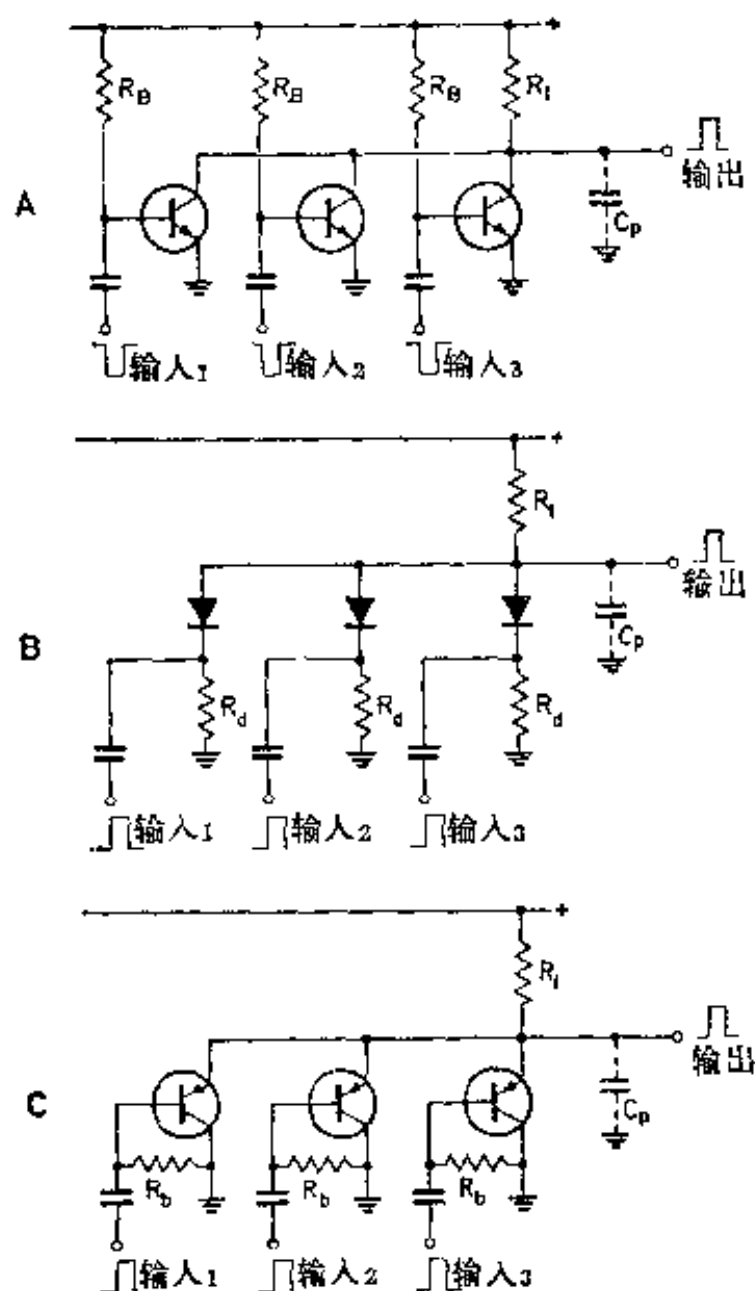 +
R_B R_B R_B R_l
输出
A
C_p
输入1 输入2 输入3
+
R_l
输出
B
C_p
R_d R_d R_d
输入1 输入2 输入3
+
R_l
输出
C
C_p
R_b R_b R_b
输入1 输入2 输入3